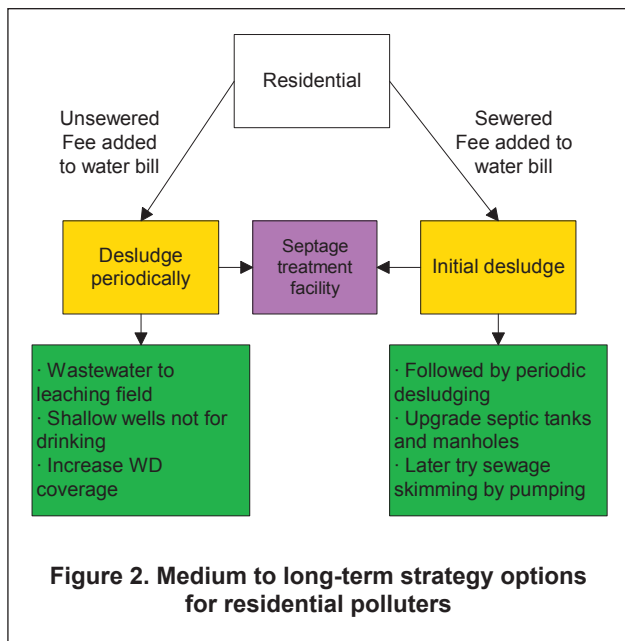 Residential
Unsewered
Fee added
to water bill
Sewered
Fee added to
water bill
Desludge
periodically
Septage
treatment
facility
Initial desludge
· Wastewater to
leaching field
· Shallow wells not for
drinking
· Increase WD
coverage
· Followed by periodic
desludging
· Upgrade septic tanks
and manholes
· Later try sewage
skimming by pumping
Figure 2. Medium to long-term strategy options
for residential polluters